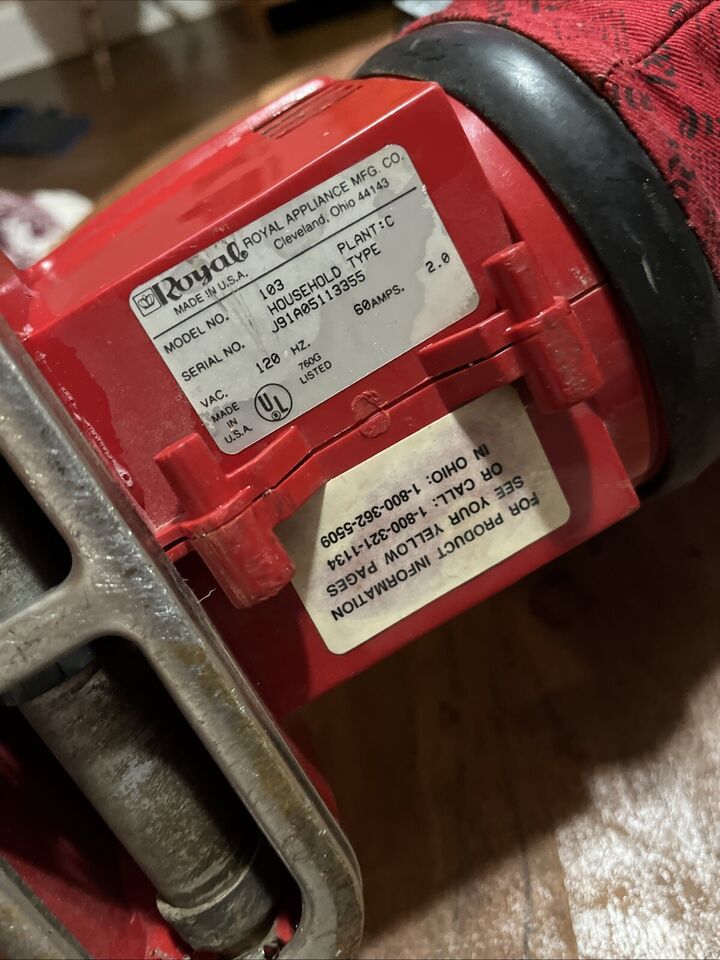 Royal® ROYAL APPLIANCE MFG. CO.
MADE IN U.S.A. Cleveland, Ohio 44143
MODEL NO. 103 PLANT:C
HOUSEHOLD TYPE
SERIAL NO. J91A05113355
VAC. 120 HZ. 60 AMPS. 2.0
MADE
IN
U.S.A.
UL
760G
LISTED
FOR PRODUCT INFORMATION
SEE YOUR YELLOW PAGES
OR CALL: 1-800-321-1134
IN OHIO: 1-800-362-5509